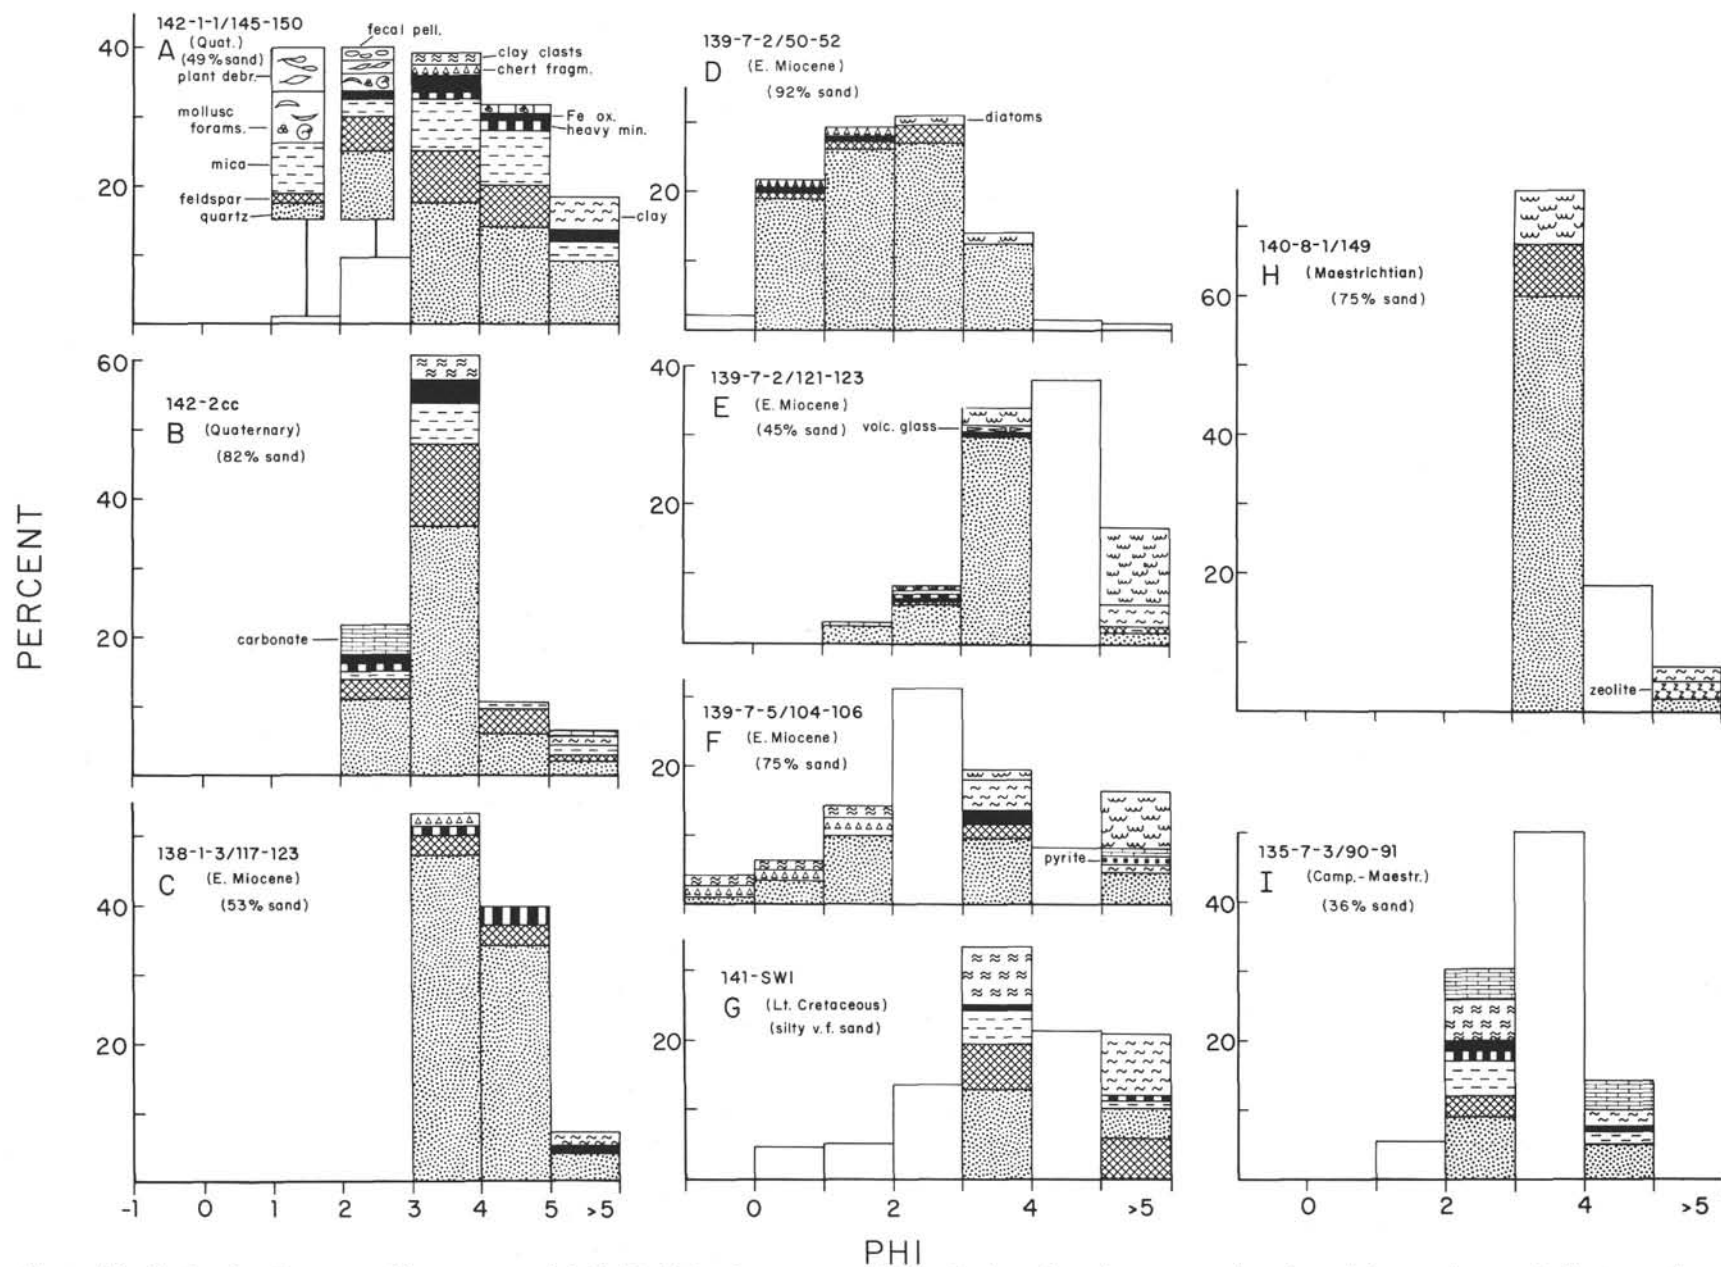 PERCENT
142-1-1/145-150
A (Quat.)
(49% sand)
plant debr.
mollusc
forams.
mica
feldspar
quartz
fecal pell.
clay clasts
chert fragm.
Fe ox.
heavy min.
clay
40
20
142-2cc
B (Quaternary)
(82% sand)
carbonate
60
40
20
138-1-3/117-123
C (E. Miocene)
(53% sand)
40
20
-1 0 1 2 3 4 5 >5
139-7-2/50-52
D (E. Miocene)
(92% sand)
diatoms
20
139-7-2/121-123
E (E. Miocene)
(45% sand)
volc. glass
40
20
139-7-5/104-106
F (E. Miocene)
(75% sand)
pyrite
20
141-SWI
G (Lt. Cretaceous)
(silty v.f. sand)
20
0 2 4 >5
140-8-1/149
H (Maestrichtian)
(75% sand)
zeolite
60
40
20
135-7-3/90-91
I (Camp.-Maestr.)
(36% sand)
40
20
0 2 4 >5
PHI